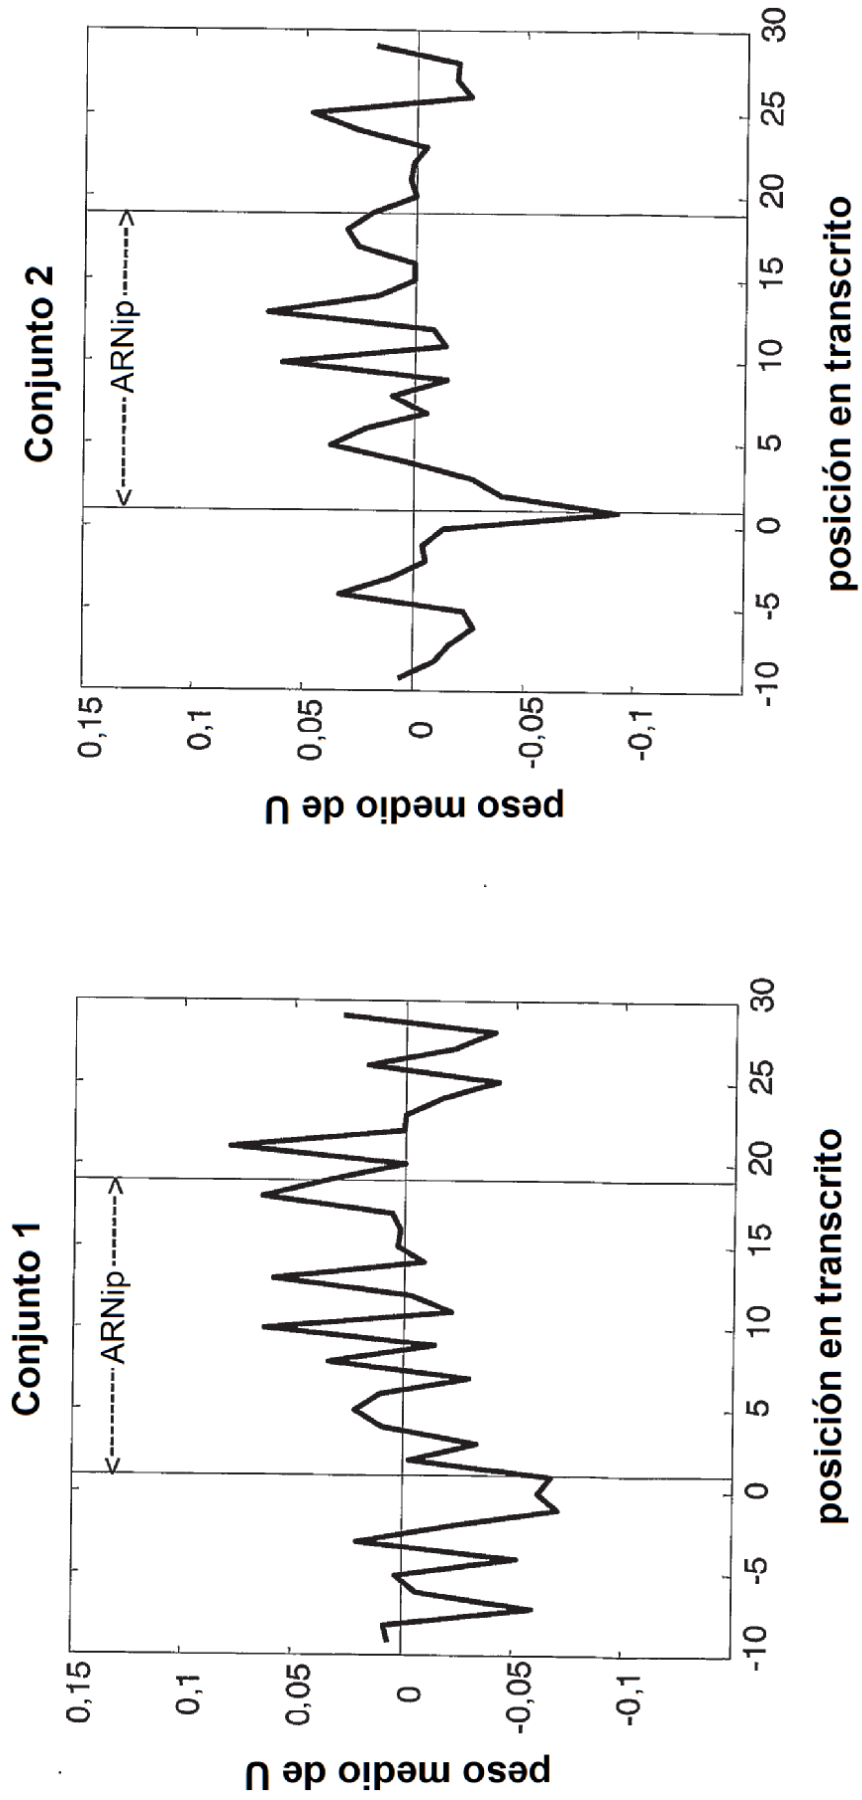 Conjunto 1
<-----ARNip----->
0,15
0,1
0,05
0
-0,05
-0,1
peso medio de U
-10 -5 0 5 10 15 20 25 30
posición en transcrito
Conjunto 2
<-----ARNip----->
0,15
0,1
0,05
0
-0,05
-0,1
peso medio de U
-10 -5 0 5 10 15 20 25 30
posición en transcrito